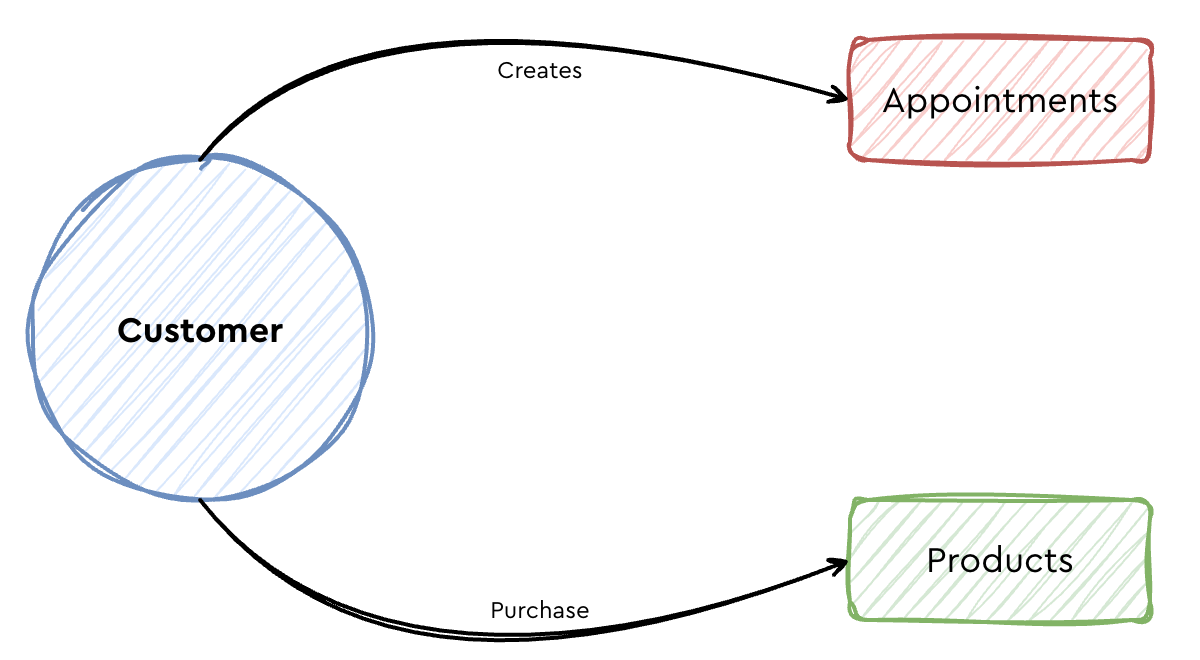 Creates
Appointments
Customer
Products
Purchase